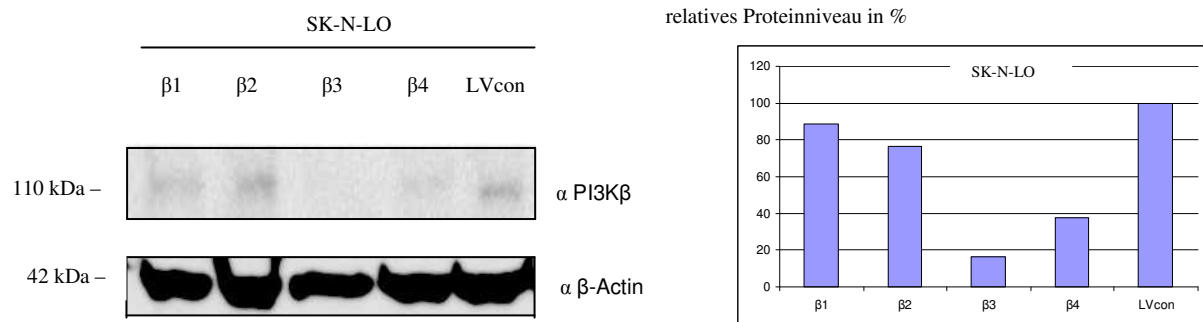 SK-N-LO
β1 β2 β3 β4 LVcon
110 kDa –
α PI3Kβ
42 kDa –
α β-Actin
relatives Proteinniveau in %
SK-N-LO
120
100
80
60
40
20
0
β1 β2 β3 β4 LVcon